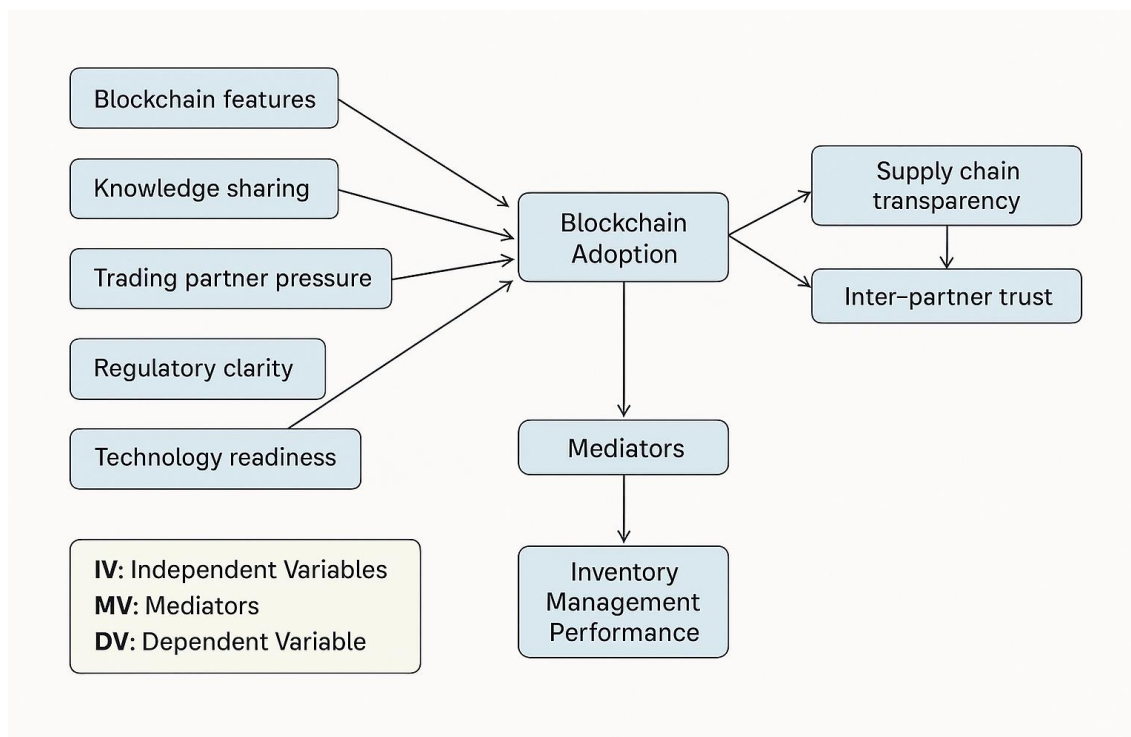 Blockchain features
Knowledge sharing
Trading partner pressure
Regulatory clarity
Technology readiness
IV: Independent Variables
MV: Mediators
DV: Dependent Variable
Blockchain
Adoption
Mediators
Inventory
Management
Performance
Supply chain
transparency
Inter–partner trust